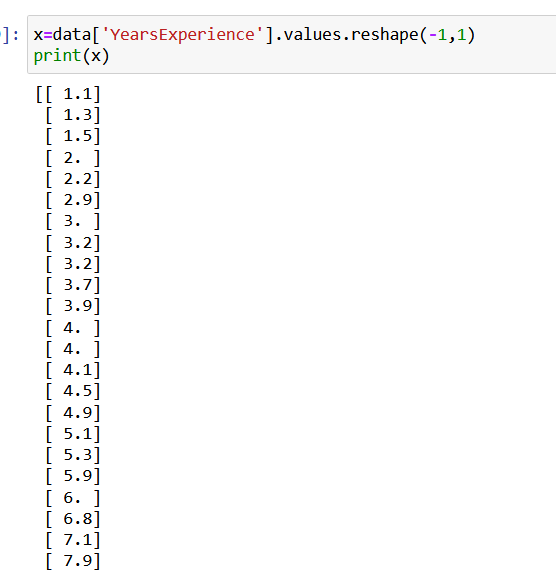 ]: x=data['YearsExperience'].values.reshape(-1,1)
print(x)
[[ 1.1]
[ 1.3]
[ 1.5]
[ 2. ]
[ 2.2]
[ 2.9]
[ 3. ]
[ 3.2]
[ 3.2]
[ 3.7]
[ 3.9]
[ 4. ]
[ 4. ]
[ 4.1]
[ 4.5]
[ 4.9]
[ 5.1]
[ 5.3]
[ 5.9]
[ 6. ]
[ 6.8]
[ 7.1]
[ 7.9]